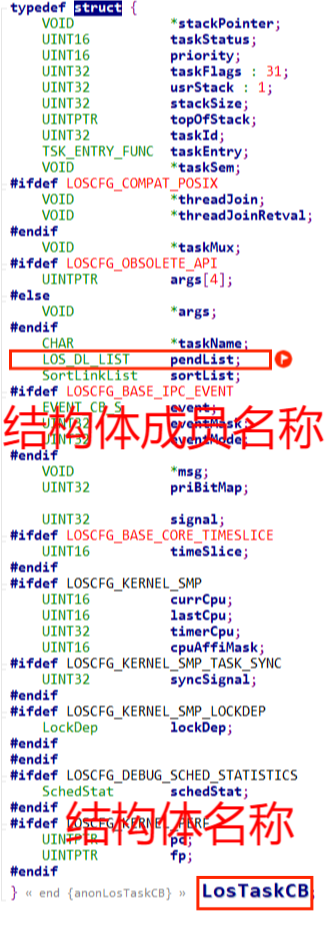 typedef struct {
VOID *stackPointer;
UINT16 taskStatus;
UINT16 priority;
UINT32 taskFlags : 31;
UINT32 usrStack : 1;
UINT32 stackSize;
UINTPTR topOfStack;
UINT32 taskId;
TSK_ENTRY_FUNC taskEntry;
VOID *taskSem;
#ifdef LOSCFG_COMPAT_POSIX
VOID *threadJoin;
VOID *threadJoinRetval;
#endif
VOID *taskMux;
#ifdef LOSCFG_OBSOLETE_API
UINTPTR args[4];
#else
VOID *args;
#endif
CHAR *taskName;
LOS_DL_LIST pendList;
SortLinkList sortList;
#ifdef LOSCFG_BASE_IPC_EVENT
EVENT_CB_S event;
结构体成员名称
UINT32 eventMask;
UINT32 eventMode;
#endif
VOID *msg;
UINT32 priBitMap;
UINT32 signal;
#ifdef LOSCFG_BASE_CORE_TIMESLICE
UINT16 timeSlice;
#endif
#ifdef LOSCFG_KERNEL_SMP
UINT16 currCpu;
UINT16 lastCpu;
UINT32 timerCpu;
UINT16 cpuAffiMask;
#ifdef LOSCFG_KERNEL_SMP_TASK_SYNC
UINT32 syncSignal;
#endif
#ifdef LOSCFG_KERNEL_SMP_LOCKDEP
LockDep lockDep;
#endif
#endif
#ifdef LOSCFG_DEBUG_SCHED_STATISTICS
SchedStat schedStat;
#endif
#ifdef LOSCFG_KERNEL_PERF
结构体名称
UINTPTR pc;
UINTPTR fp;
#endif
} « end {anonLosTaskCB} » LosTaskCB;